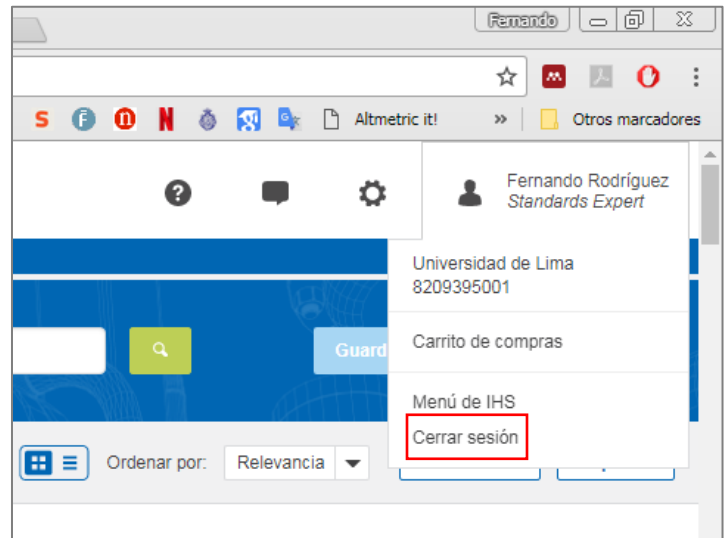 Fernando
Altmetric it!
»
Otros marcadores
Fernando Rodríguez
Standards Expert
Universidad de Lima
8209395001
Guard
Carrito de compras
Menú de IHS
Cerrar sesión
Ordenar por:
Relevancia